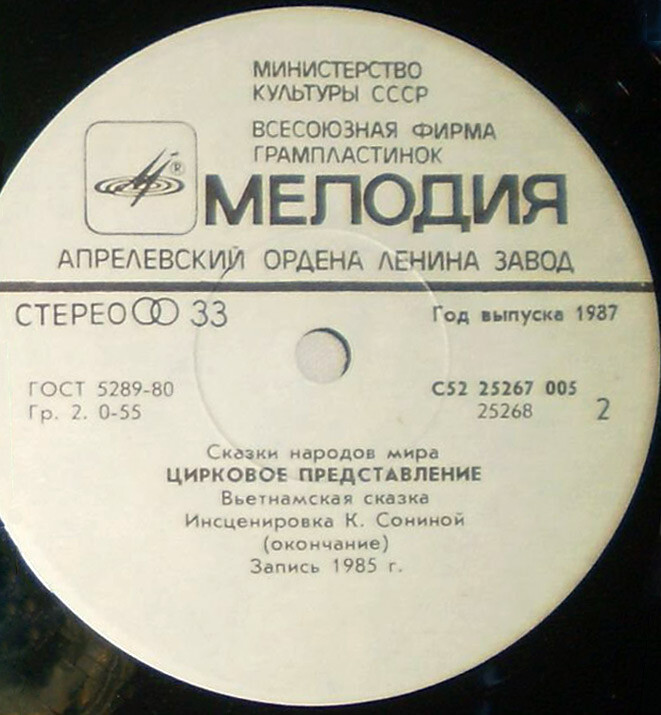 МИНИСТЕРСТВО
КУЛЬТУРЫ СССР
ВСЕСОЮЗНАЯ ФИРМА
ГРАМПЛАСТИНОК
®
МЕЛОДИЯ
АПРЕЛЕВСКИЙ ОРДЕНА ЛЕНИНА ЗАВОД
СТЕРЕО 33
Год выпуска 1987
ГОСТ 5289-80
Гр. 2. 0-55
С52 25267 005
25268
2
Сказки народов мира
ЦИРКОВОЕ ПРЕДСТАВЛЕНИЕ
Вьетнамская сказка
Инсценировка К. Сониной
(окончание)
Запись 1985 г.